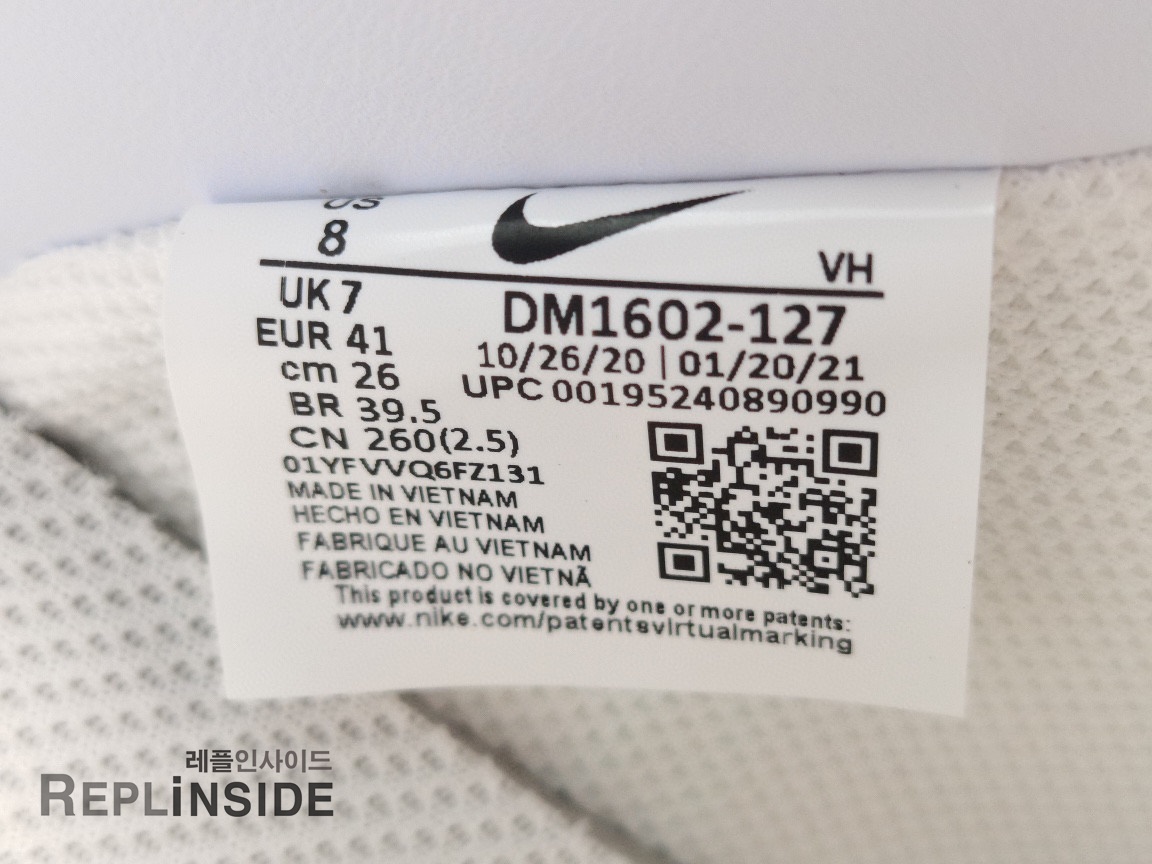 US
8
VH
UK 7
DM1602-127
EUR 41
10/26/20 | 01/20/21
cm 26
UPC 00195240890990
BR 39.5
CN 260(2.5)
01YFVVQ6FZ131
MADE IN VIETNAM
HECHO EN VIETNAM
FABRIQUE AU VIETNAM
FABRICADO NO VIETNÃ
This product is covered by one or more patents:
www.nike.com/patentsvirtualmarking
레플인사이드
REPLiNSIDE